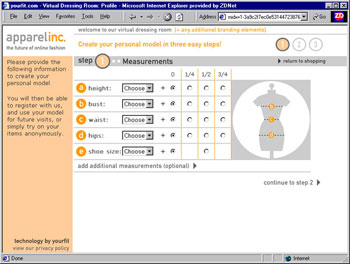 yourfit.com - Virtual Dressing Room: Profile - Microsoft Internet Explorer provided by ZDNet
File Edit View Favorites Tools Help
Back
Address
Go
apparelinc.
the future of online fashion
welcome to our virtual dressing room (+ any additional branding elements)
Create your personal model in three easy steps!
1 2 3
step 1 Measurements
return to shopping
Please provide the following information to create your personal model
You will then be able to register with us, and use your model for future visits, or simply try on your items anonymously.
0 1/4 1/2 3/4
a height: Choose +
b bust: Choose +
c waist: Choose +
d hips: Choose +
e shoe size: Choose +
add additional measurements (optional)
continue to step 2
technology by yourfit
view our privacy policy
Done
Internet